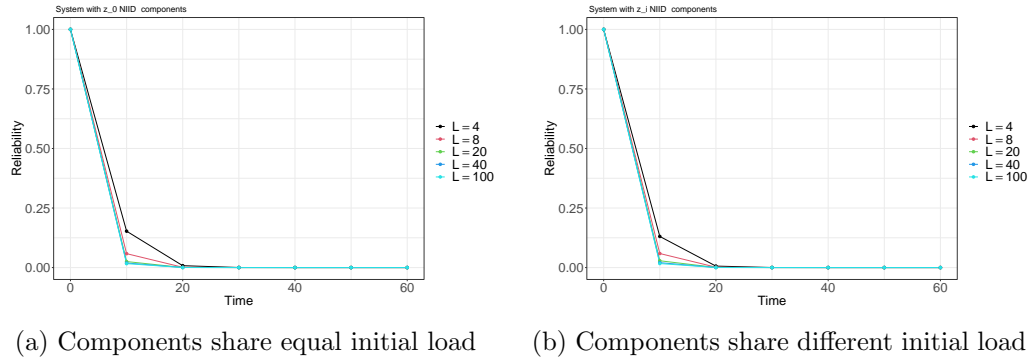 System with z_0 NIID components
1.00
0.75
0.50
0.25
0.00
Reliability
0
20
40
60
Time
L = 4
L = 8
L = 20
L = 40
L = 100
(a) Components share equal initial load
System with z_i NIID components
1.00
0.75
0.50
0.25
0.00
Reliability
0
20
40
60
Time
L = 4
L = 8
L = 20
L = 40
L = 100
(b) Components share different initial load